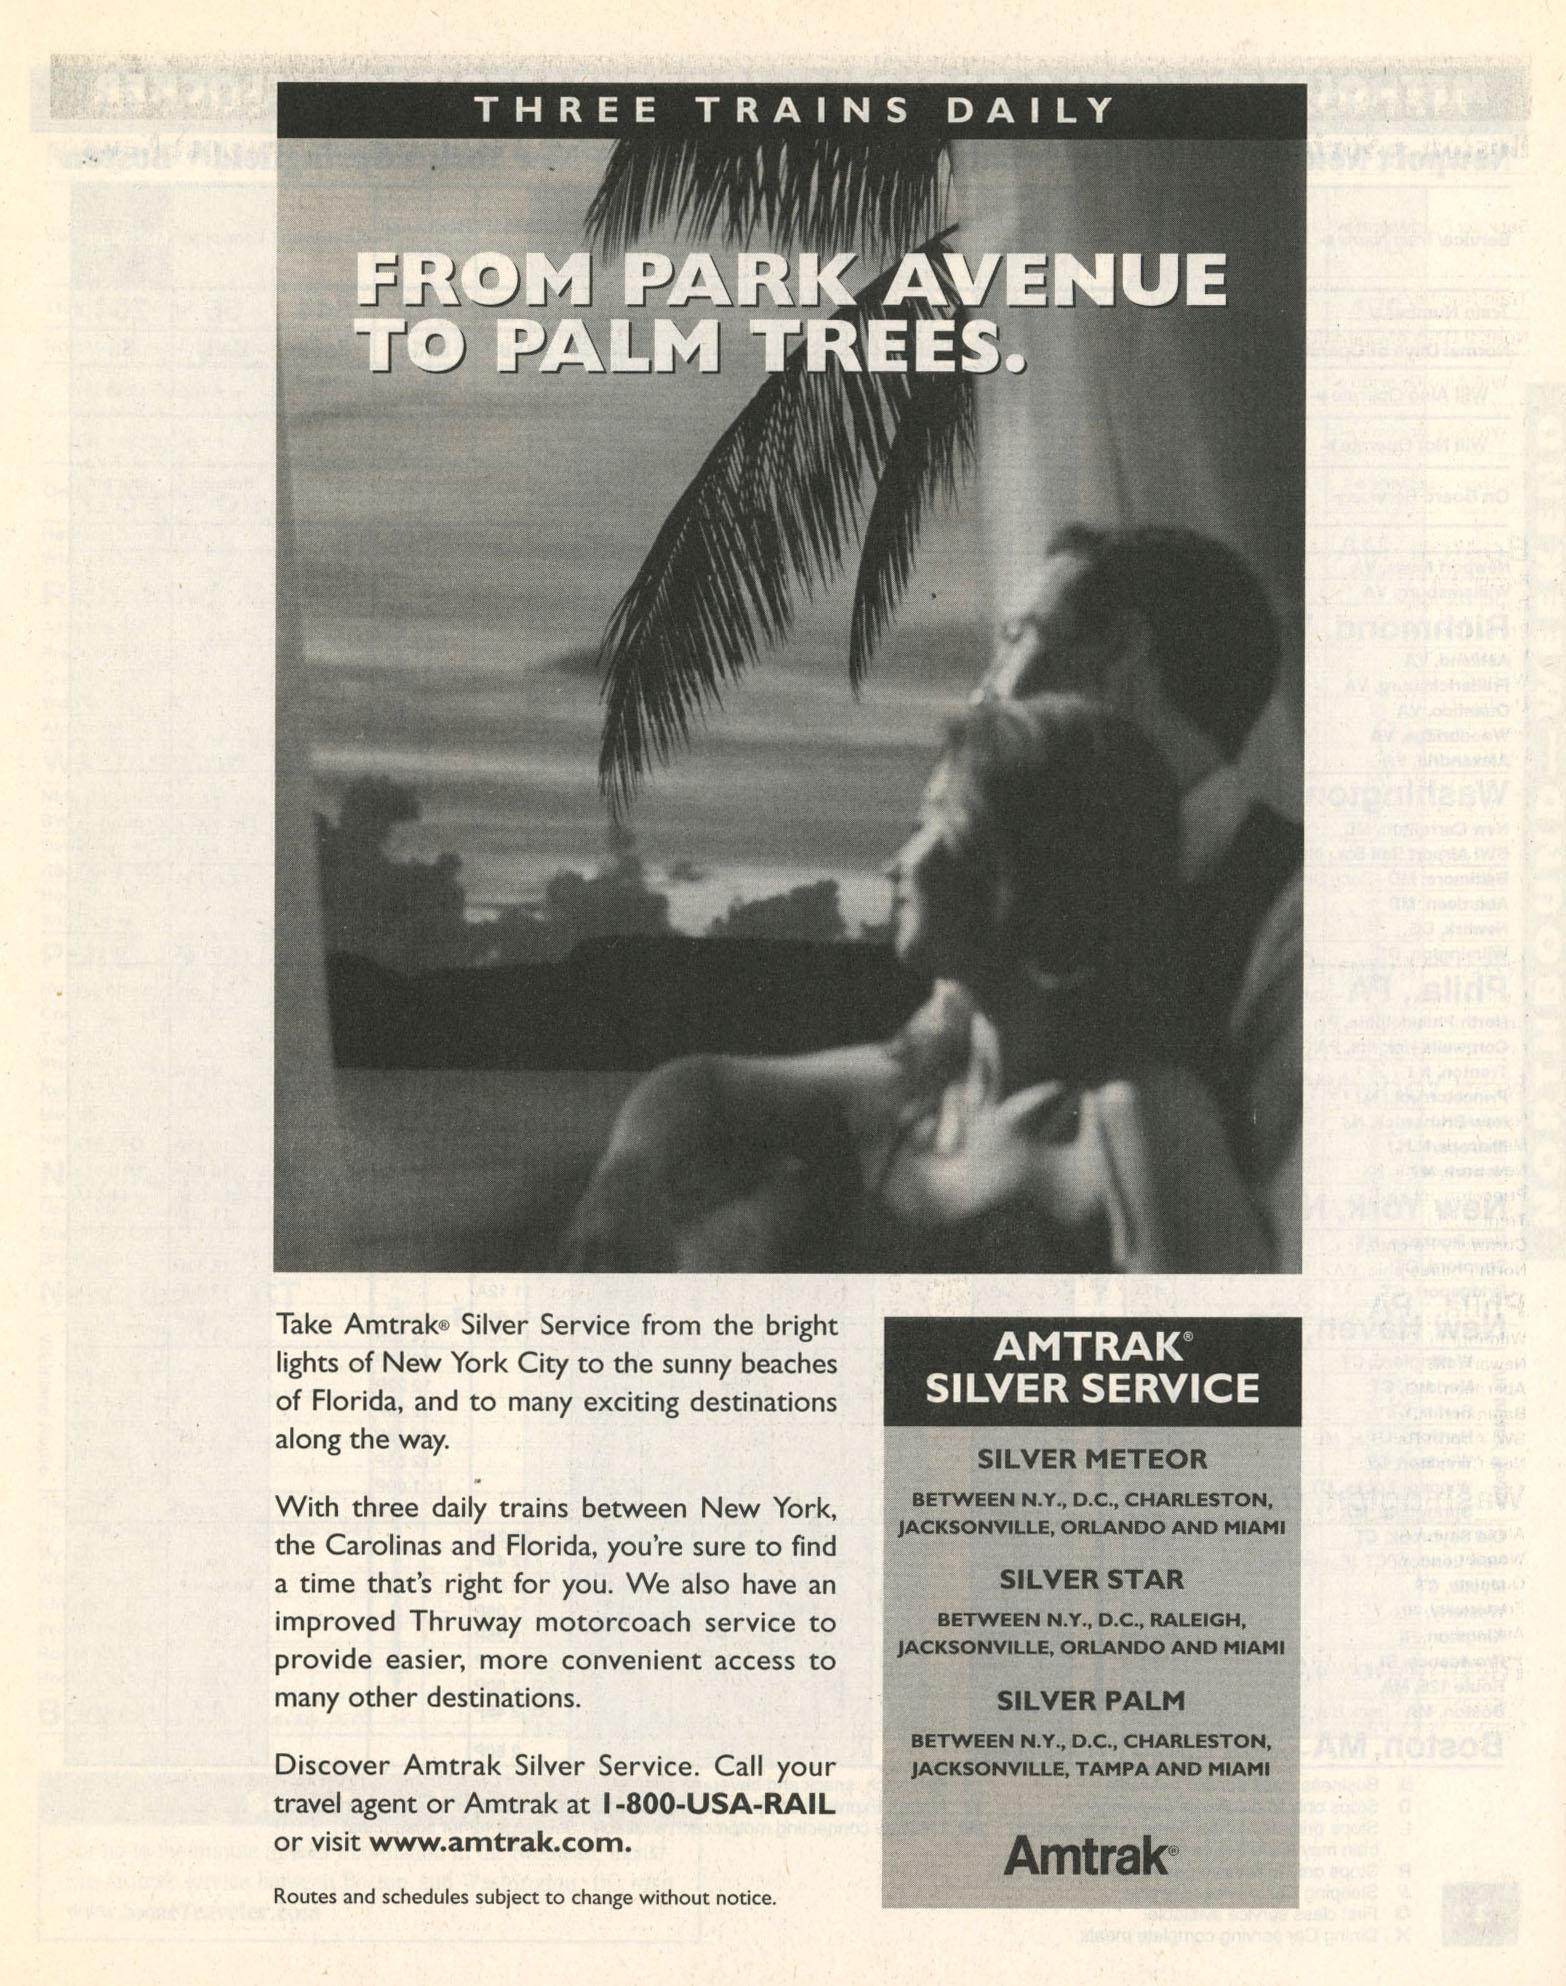 THREE TRAINS DAILY
FROM PARK AVENUE
TO PALM TREES.
Take Amtrak® Silver Service from the bright
lights of New York City to the sunny beaches
of Florida, and to many exciting destinations
along the way.
With three daily trains between New York,
the Carolinas and Florida, you're sure to find
a time that's right for you. We also have an
improved Thruway motorcoach service to
provide easier, more convenient access to
many other destinations.
Discover Amtrak Silver Service. Call your
travel agent or Amtrak at 1-800-USA-RAIL
or visit www.amtrak.com.
Routes and schedules subject to change without notice.
AMTRAK®
SILVER SERVICE
SILVER METEOR
BETWEEN N.Y., D.C., CHARLESTON,
JACKSONVILLE, ORLANDO AND MIAMI
SILVER STAR
BETWEEN N.Y., D.C., RALEIGH,
JACKSONVILLE, ORLANDO AND MIAMI
SILVER PALM
BETWEEN N.Y., D.C., CHARLESTON,
JACKSONVILLE, TAMPA AND MIAMI
Amtrak®